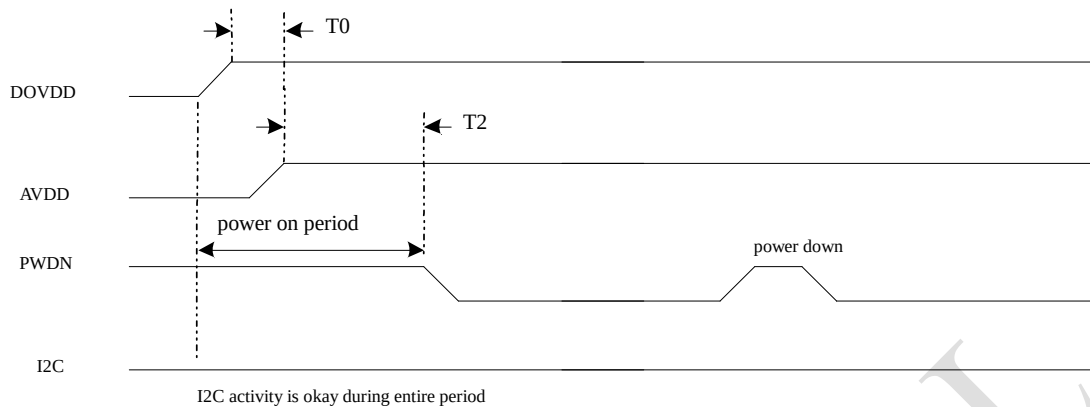 T0
DOVDD
T2
AVDD
power on period
power down
PWDN
I2C
I2C activity is okay during entire period